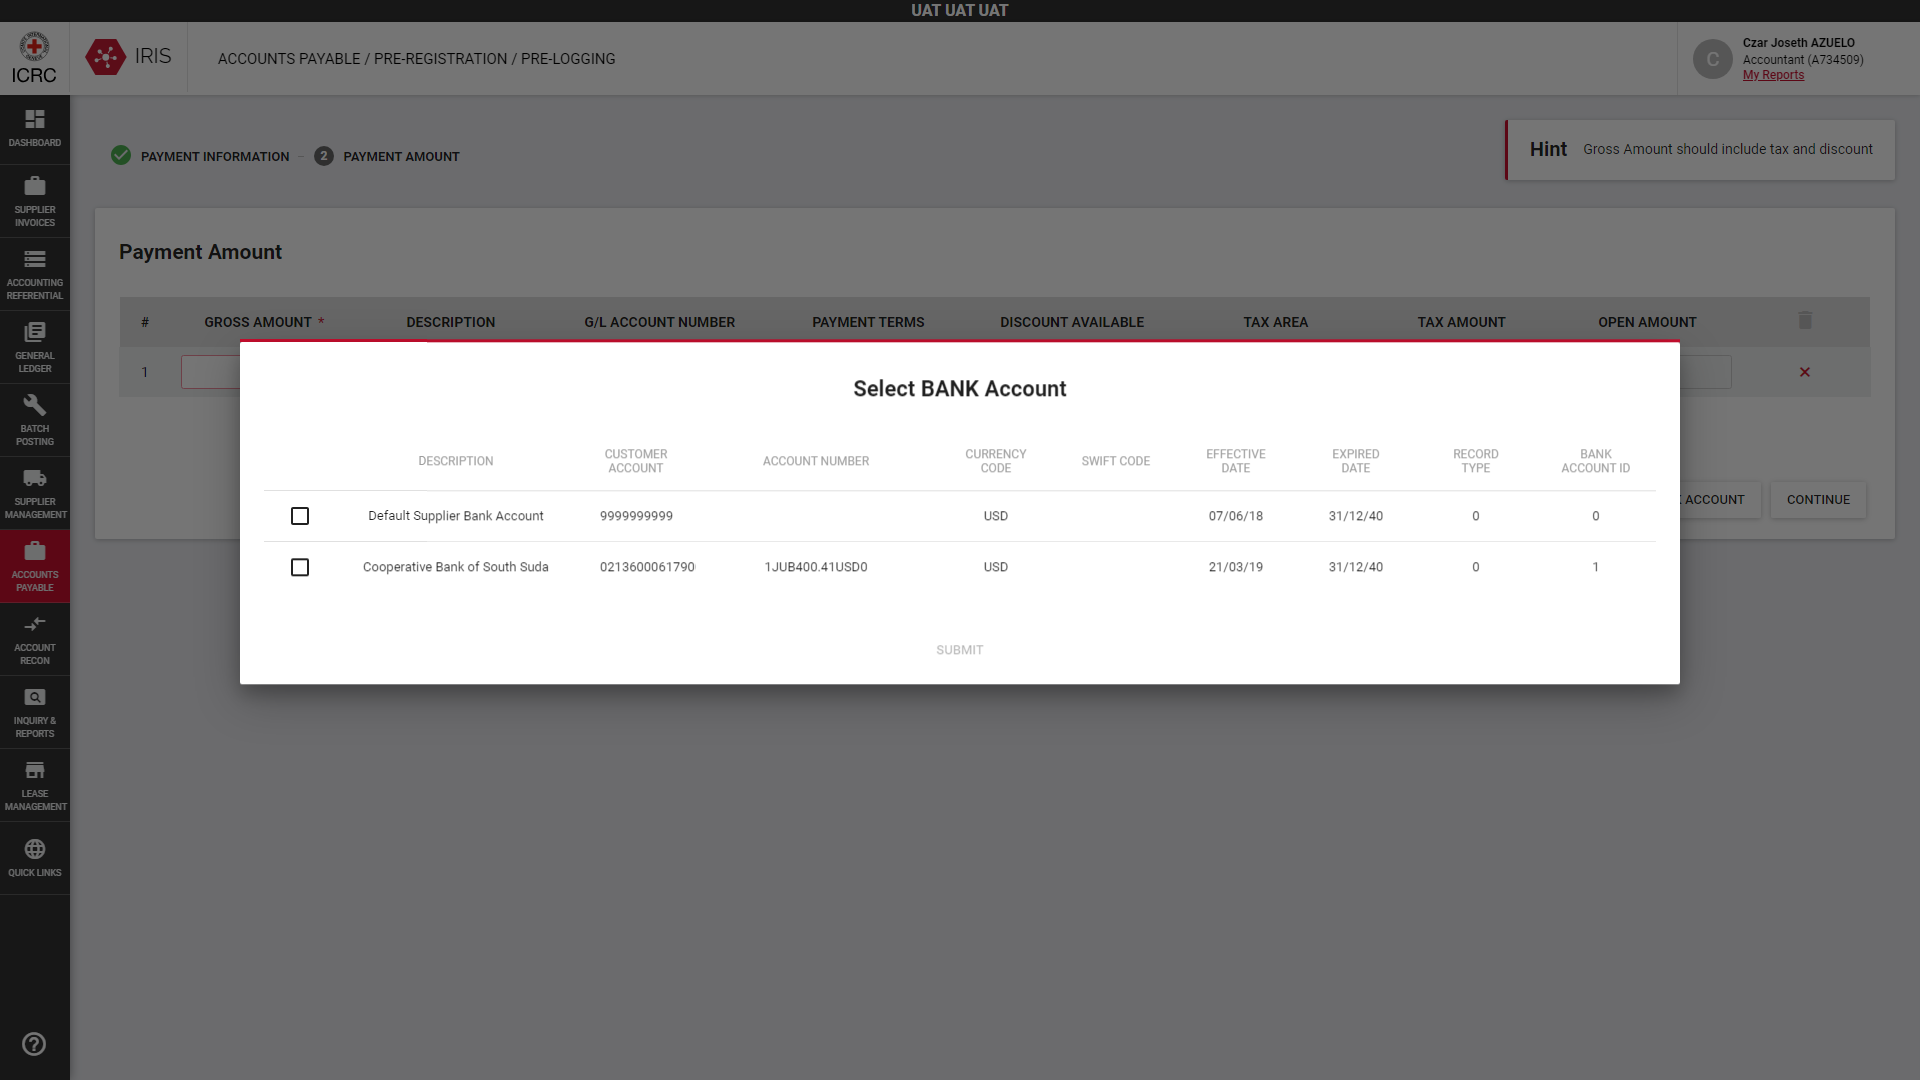 UAT UAT UAT
ICRC
IRIS
ACCOUNTS PAYABLE / PRE-REGISTRATION / PRE-LOGGING
C
Czar Joseth AZUELO
Accountant (A734509)
My Reports
DASHBOARD
SUPPLIER
INVOICES
ACCOUNTING
REFERENTIAL
GENERAL
LEDGER
BATCH
POSTING
SUPPLIER
MANAGEMENT
ACCOUNTS
PAYABLE
ACCOUNT
RECON
INQUIRY &
REPORTS
LEASE
MANAGEMENT
QUICK LINKS
PAYMENT INFORMATION
2 PAYMENT AMOUNT
Hint Gross Amount should include tax and discount
Payment Amount
# GROSS AMOUNT * DESCRIPTION G/L ACCOUNT NUMBER PAYMENT TERMS DISCOUNT AVAILABLE TAX AREA TAX AMOUNT OPEN AMOUNT
1
Select BANK Account
DESCRIPTION CUSTOMER ACCOUNT ACCOUNT NUMBER CURRENCY CODE SWIFT CODE EFFECTIVE DATE EXPIRED DATE RECORD TYPE BANK ACCOUNT ID
Default Supplier Bank Account 9999999999 USD 07/06/18 31/12/40 0 0
Cooperative Bank of South Suda 0213600061790 1JUB400.41USD0 USD 21/03/19 31/12/40 0 1
SUBMIT
ACCOUNT
CONTINUE